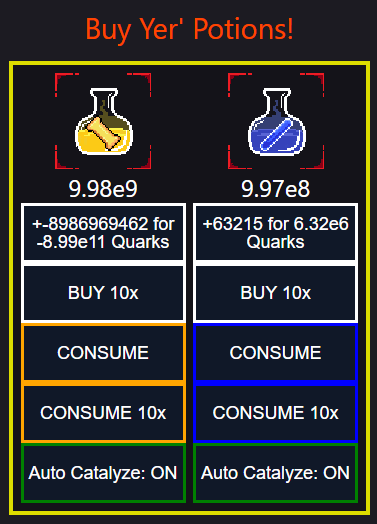 Buy Yer' Potions!
9.98e9
9.97e8
+-8986969462 for
-8.99e11 Quarks
+63215 for 6.32e6
Quarks
BUY 10x
BUY 10x
CONSUME
CONSUME
CONSUME 10x
CONSUME 10x
Auto Catalyze: ON
Auto Catalyze: ON